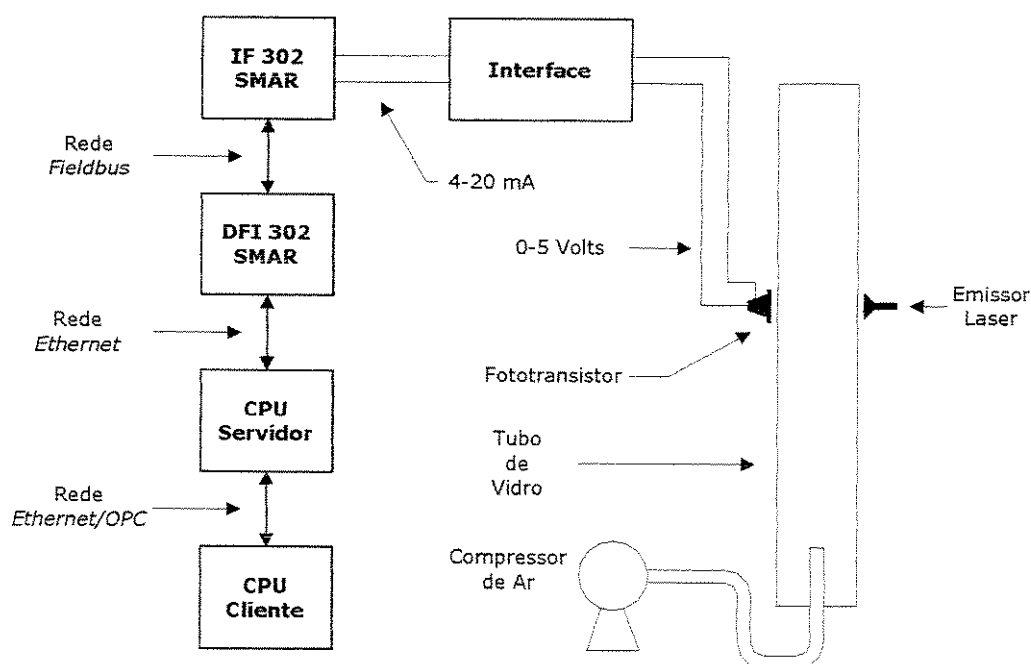 IF 302
SMAR
Interface
Rede
Fieldbus
4-20 mA
DFI 302
SMAR
0-5 Volts
Emissor
Laser
Rede
Ethernet
Fototransistor
CPU
Servidor
Tubo
de
Vidro
Rede
Ethernet/OPC
Compressor
de Ar
CPU
Cliente